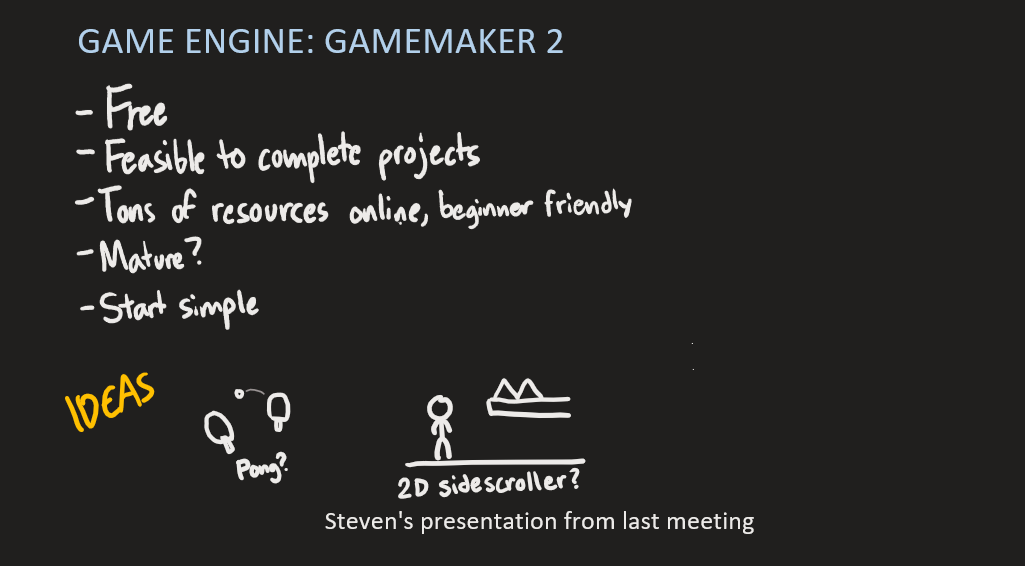 GAME ENGINE: GAMEMAKER 2
- Free
- Feasible to complete projects
- Tons of resources online, beginner friendly
- Mature?
- Start simple
IDEAS
Pong?
2D sidescroller?
Steven's presentation from last meeting